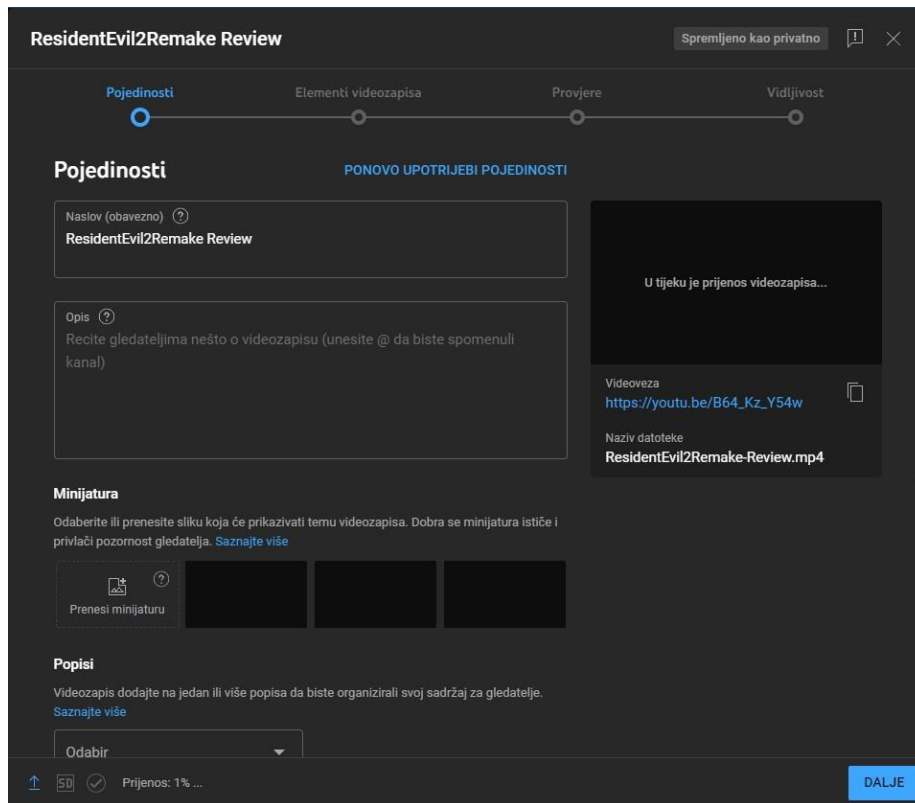 ResidentEvil2Remake Review
Spremljeno kao privatno
Pojedinosti
Elementi videozapisa
Provjere
Vidljivost
Pojedinosti
PONOVO UPOTRIJEBI POJEDINOSTI
Naslov (obavezno)
ResidentEvil2Remake Review
Opis
Recite gledateljima nešto o videozapisu (unesite @ da biste spomenuli
kanal)
U tijeku je prijenos videozapisa...
Videoveza
https://youtu.be/B64_Kz_Y54w
Naziv datoteke
ResidentEvil2Remake-Review.mp4
Minijatura
Odaberite ili prenesite sliku koja će prikazivati temu videozapisa. Dobra se minijatura ističe i
privlači pozornost gledatelja. Saznajte više
Prenesi minijaturu
Popisi
Videozapis dodajte na jedan ili više popisa da biste organizirali svoj sadržaj za gledatelje.
Saznajte više
Odabir
SD
Prijenos: 1% ...
DALJE